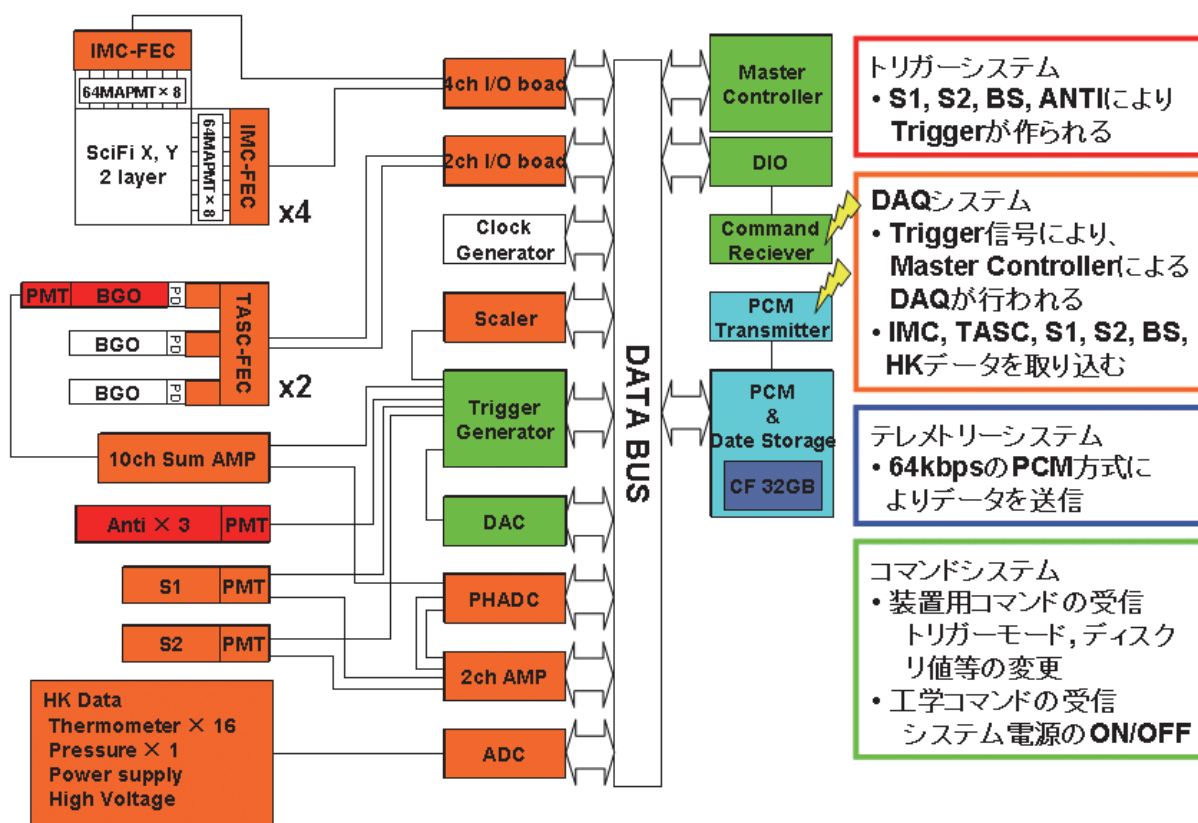 IMC-FEC
64MAPMT × 8
SciFi X, Y
2 layer
64MAPMT × 8
IMC-FEC
x4
PMT
BGO
PD
BGO
PD
BGO
PD
TASC-FEC
x2
10ch Sum AMP
Anti × 3
PMT
S1
PMT
S2
PMT
HK Data
Thermometer × 16
Pressure × 1
Power supply
High Voltage
4ch I/O boad
2ch I/O boad
Clock
Generator
Scaler
Trigger
Generator
DAC
PHADC
2ch AMP
ADC
DATA BUS
Master
Controller
DIO
Command
Reciever
PCM
Transmitter
PCM
&
Date Storage
CF 32GB
トリガーシステム
• S1, S2, BS, ANTIにより
Triggerが作られる
DAQシステム
• Trigger信号により、
Master Controllerによる
DAQが行われる
• IMC, TASC, S1, S2, BS,
HKデータを取り込む
テレメトリーシステム
• 64kbpsのPCM方式に
よりデータを送信
コマンドシステム
• 装置用コマンドの受信
トリガーモード, ディスク
リ値等の変更
• 工学コマンドの受信
システム電源のON/OFF